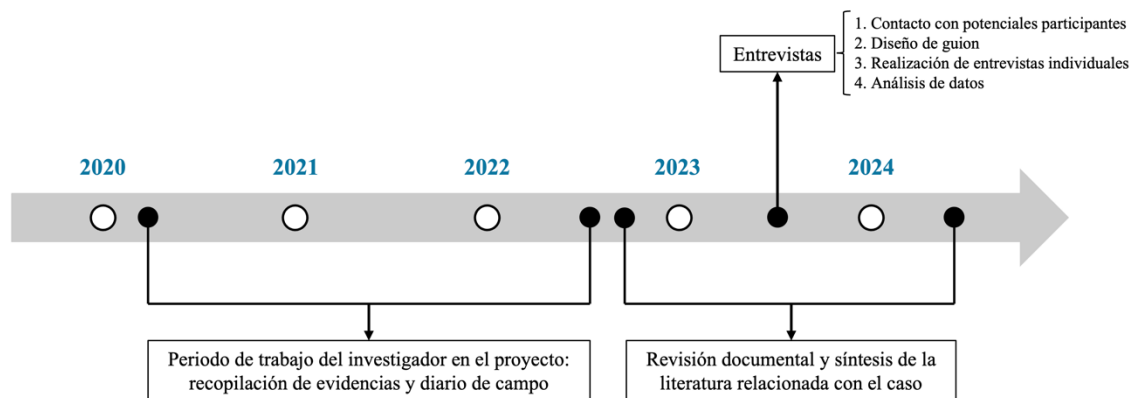 Entrevistas
1. Contacto con potenciales participantes
2. Diseño de guion
3. Realización de entrevistas individuales
4. Análisis de datos
2020
2021
2022
2023
2024
Periodo de trabajo del investigador en el proyecto:
recopilación de evidencias y diario de campo
Revisión documental y síntesis de la
literatura relacionada con el caso